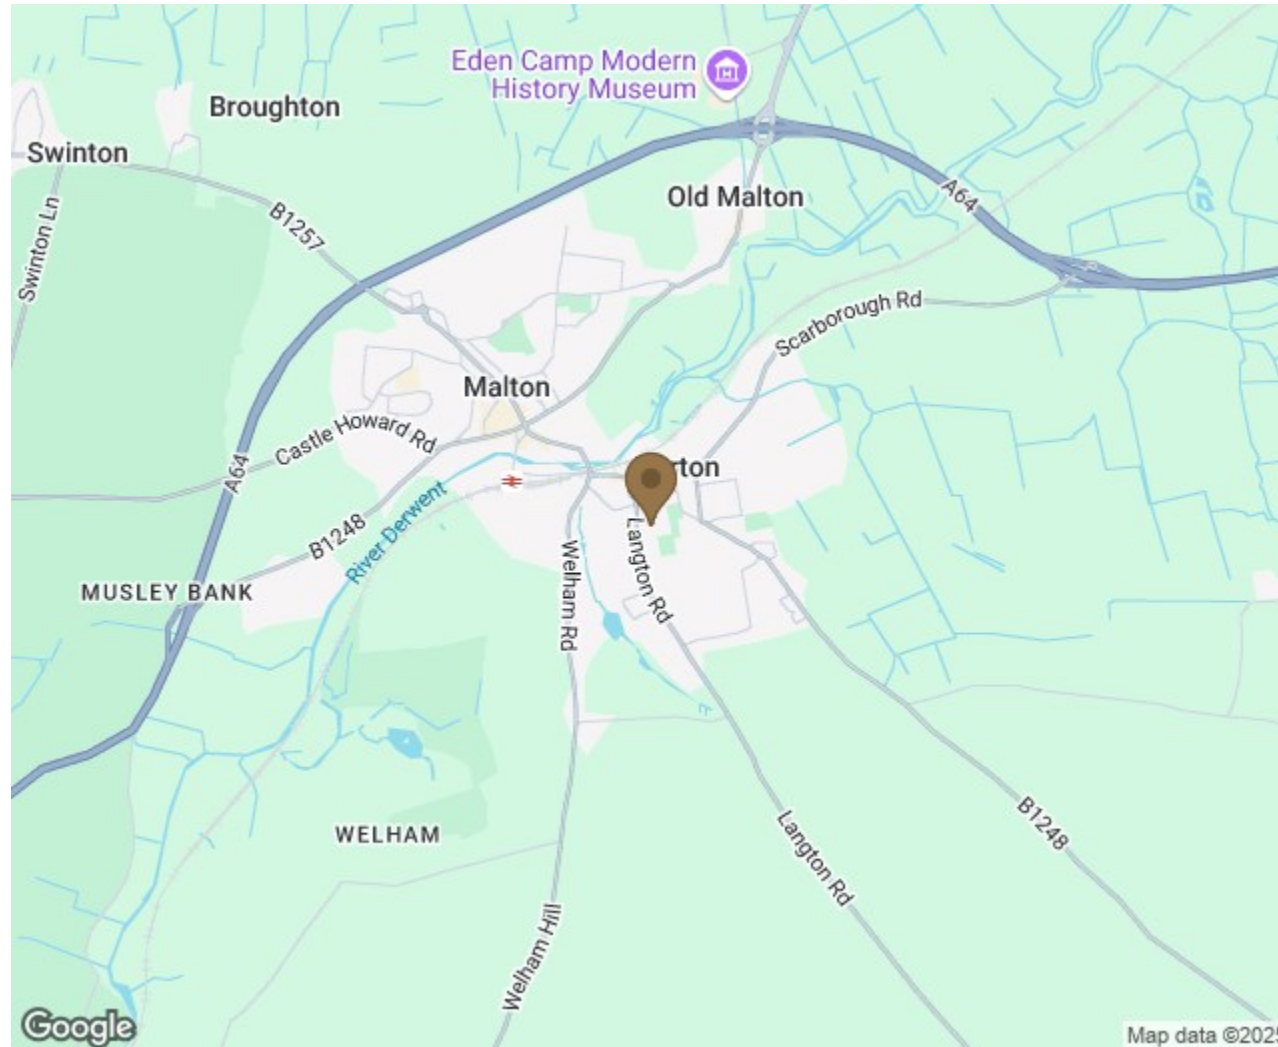 Eden Camp Modern
History Museum
Broughton
Swinton
Old Malton
A64
Swinton Ln
B1257
Scarborough Rd
Malton
Castle Howard Rd
A64
rton
River Derwent
B1248
Langton Rd
Welham Rd
MUSLEY BANK
WELHAM
Langton Rd
B1248
Welham Hill
Google
Map data ©2025